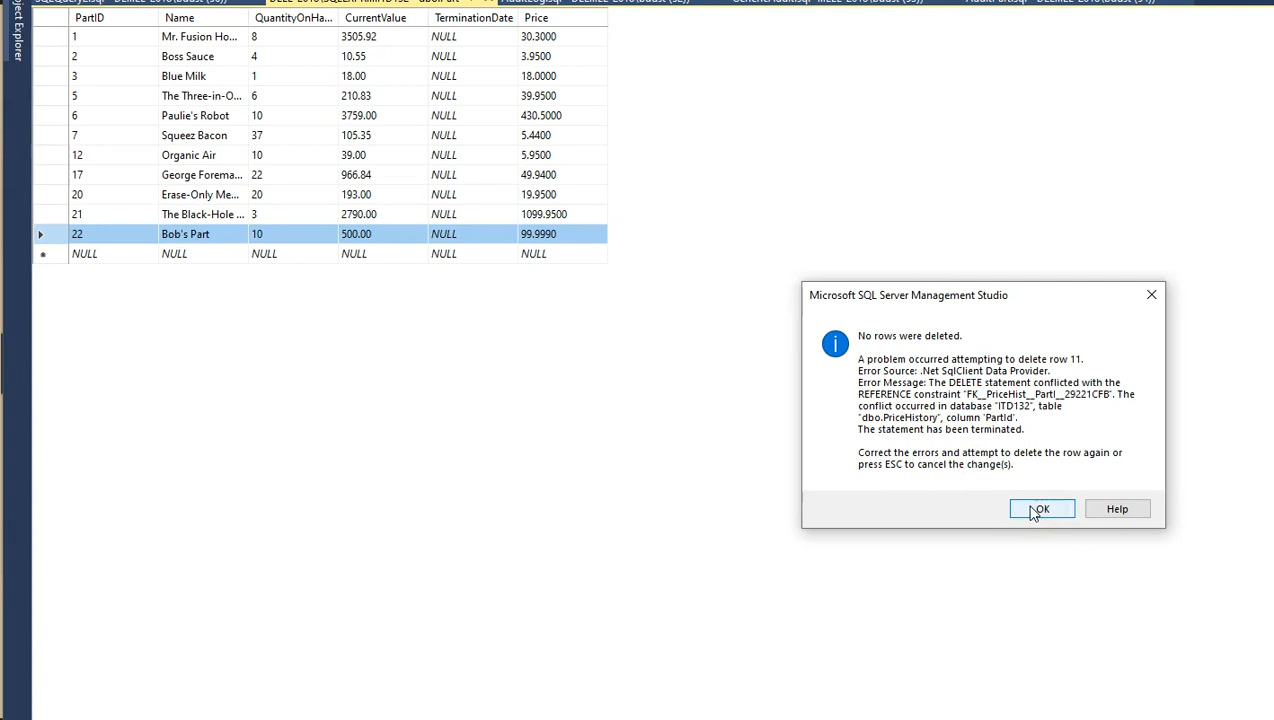 Object Explorer
PartID Name QuantityOnHa... CurrentValue TerminationDate Price
1 Mr. Fusion Ho... 8 3505.92 NULL 30.3000
2 Boss Sauce 4 10.55 NULL 3.9500
3 Blue Milk 1 18.00 NULL 18.0000
5 The Three-in-O... 6 210.83 NULL 39.9500
6 Paulie's Robot 10 3759.00 NULL 430.5000
7 Squeez Bacon 37 105.35 NULL 5.4400
12 Organic Air 10 39.00 NULL 5.9500
17 George Forema... 22 966.84 NULL 49.9400
20 Erase-Only Me... 20 193.00 NULL 19.9500
21 The Black-Hole ... 3 2790.00 NULL 1099.9500
22 Bob's Part 10 500.00 NULL 99.9990
NULL NULL NULL NULL NULL NULL
Microsoft SQL Server Management Studio
No rows were deleted.
A problem occurred attempting to delete row 11.
Error Source: .Net SqlClient Data Provider.
Error Message: The DELETE statement conflicted with the
REFERENCE constraint "FK__PriceHist__PartI__29221CFB". The
conflict occurred in database "ITD132", table
"dbo.PriceHistory", column 'PartId'.
The statement has been terminated.
Correct the errors and attempt to delete the row again or
press ESC to cancel the change(s).
OK Help